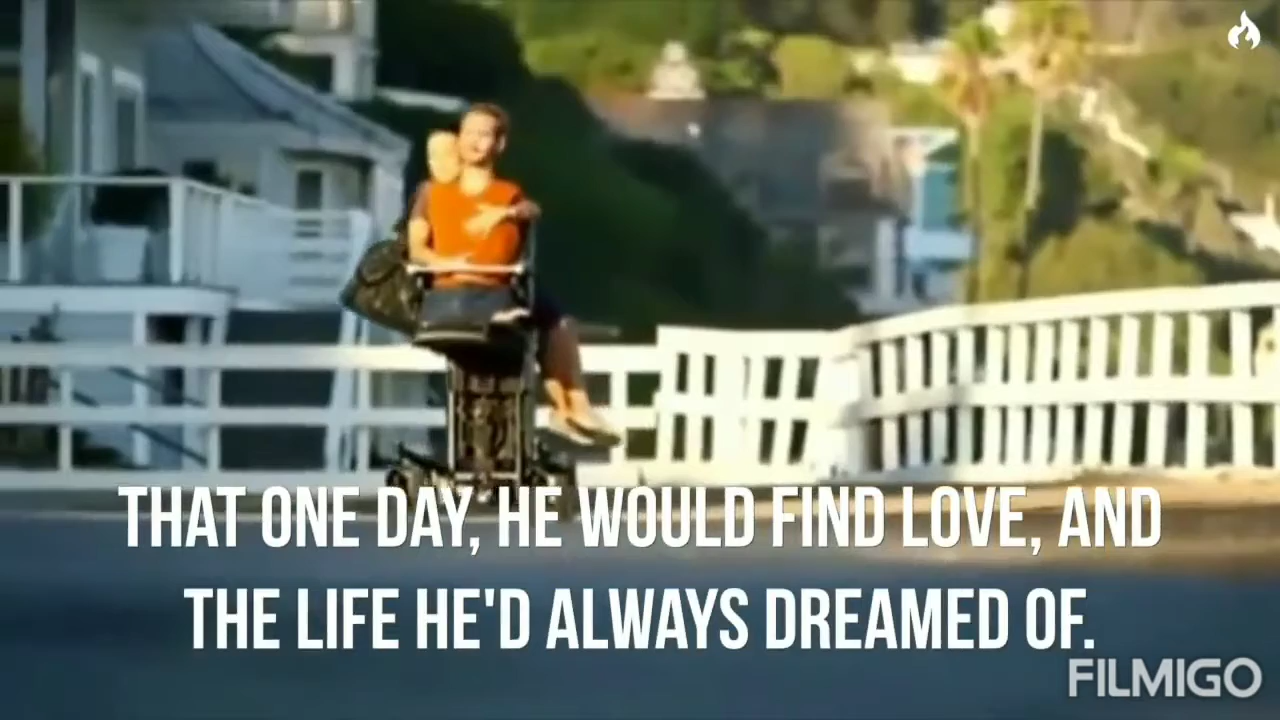 THAT ONE DAY, HE WOULD FIND LOVE, AND
THE LIFE HE'D ALWAYS DREAMED OF.
FILMIGO